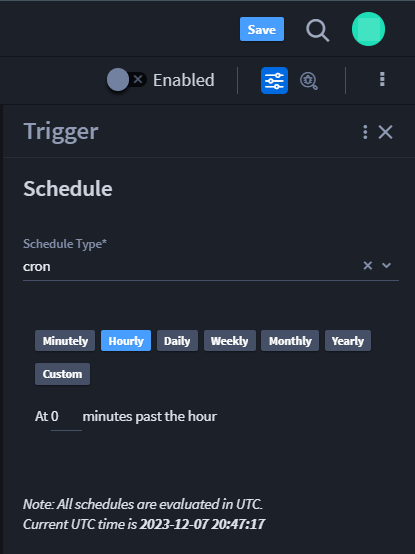 Save
Enabled
Trigger
Schedule
Schedule Type*
cron
Minutely Hourly Daily Weekly Monthly Yearly
Custom
At 0 minutes past the hour
Note: All schedules are evaluated in UTC.
Current UTC time is 2023-12-07 20:47:17